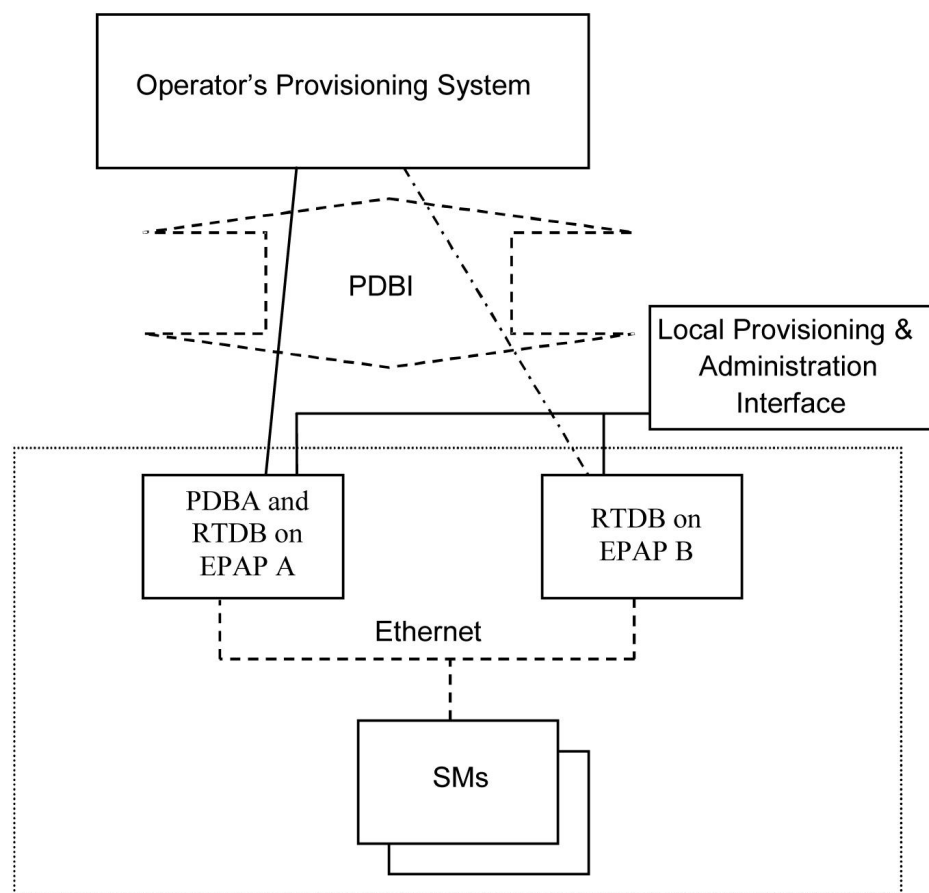 Operator’s Provisioning System
PDBI
Local Provisioning &
Administration
Interface
PDBA and
RTDB on
EPAP A
RTDB on
EPAP B
Ethernet
SMs